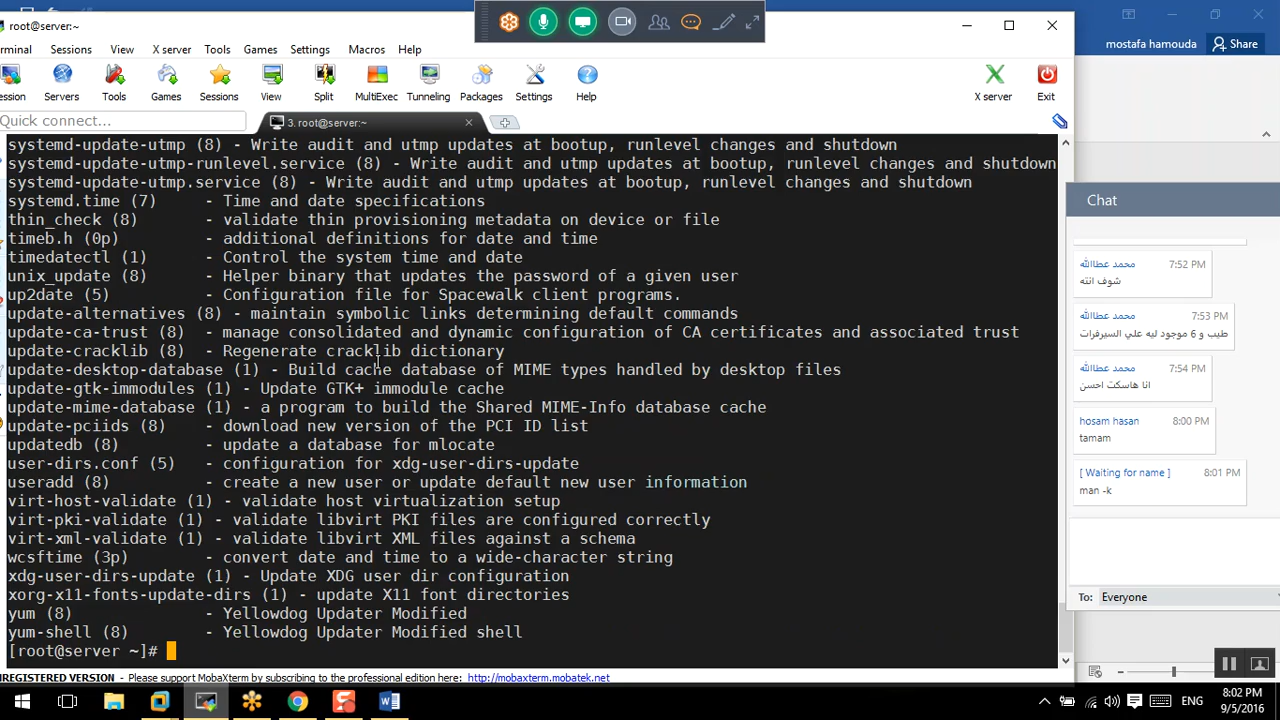 root@server:~
mostafa hamouda
Share
rminal Sessions View X server Tools Games Settings Macros Help
ession Servers Tools Games Sessions View Split MultiExec Tunneling Packages Settings Help X server Exit
Quick connect...
3. root@server:~
systemd-update-utmp (8) - Write audit and utmp updates at bootup, runlevel changes and shutdown
systemd-update-utmp-runlevel.service (8) - Write audit and utmp updates at bootup, runlevel changes and shutdown
systemd-update-utmp.service (8) - Write audit and utmp updates at bootup, runlevel changes and shutdown
systemd.time (7) - Time and date specifications
thin_check (8) - validate thin provisioning metadata on device or file
timeb.h (0p) - additional definitions for date and time
timedatectl (1) - Control the system time and date
unix_update (8) - Helper binary that updates the password of a given user
up2date (5) - Configuration file for Spacewalk client programs.
update-alternatives (8) - maintain symbolic links determining default commands
update-ca-trust (8) - manage consolidated and dynamic configuration of CA certificates and associated trust
update-cracklib (8) - Regenerate cracklib dictionary
update-desktop-database (1) - Build cache database of MIME types handled by desktop files
update-gtk-immodules (1) - Update GTK+ immodule cache
update-mime-database (1) - a program to build the Shared MIME-Info database cache
update-pciids (8) - download new version of the PCI ID list
updatedb (8) - update a database for mlocate
user-dirs.conf (5) - configuration for xdg-user-dirs-update
useradd (8) - create a new user or update default new user information
virt-host-validate (1) - validate host virtualization setup
virt-pki-validate (1) - validate libvirt PKI files are configured correctly
virt-xml-validate (1) - validate libvirt XML files against a schema
wcsftime (3p) - convert date and time to a wide-character string
xdg-user-dirs-update (1) - Update XDG user dir configuration
xorg-x11-fonts-update-dirs (1) - update X11 font directories
yum (8) - Yellowdog Updater Modified
yum-shell (8) - Yellowdog Updater Modified shell
[root@server ~]#
REGISTERED VERSION - Please support MobaXterm by subscribing to the professional edition here: http://mobaxterm.mobatek.net
Chat
محمد عطاالله 7:52 PM
شوف انته
محمد عطاالله 7:53 PM
طيب و 6 موجود ليه علي السيرفرات
محمد عطاالله 7:54 PM
انا هاسكت احسن
hosam hasan 8:00 PM
tamam
[ Waiting for name ] 8:01 PM
man -k
To: Everyone
ENG
8:02 PM
9/5/2016